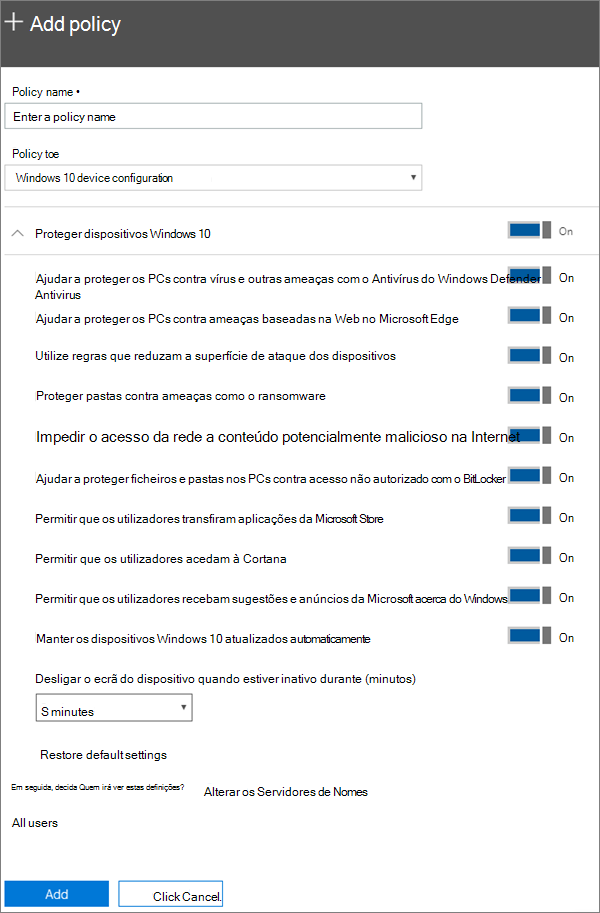 Add policy
Policy name •
Enter a policy name
Policy toe
Windows 10 device configuration
Proteger dispositivos Windows 10
On
Ajudar a proteger os PCs contra vírus e outras ameaças com o Antivírus do Windows Defender
On
Antivirus
Ajudar a proteger os PCs contra ameaças baseadas na Web no Microsoft Edge
On
Utilize regras que reduzam a superfície de ataque dos dispositivos
On
Proteger pastas contra ameaças como o ransomware
On
Impedir o acesso da rede a conteúdo potencialmente malicioso na Internet
On
Ajudar a proteger ficheiros e pastas nos PCs contra acesso não autorizado com o BitLocker
On
Permitir que os utilizadores transfiram aplicações da Microsoft Store
On
Permitir que os utilizadores acedam à Cortana
On
Permitir que os utilizadores recebam sugestões e anúncios da Microsoft acerca do Windows
On
Manter os dispositivos Windows 10 atualizados automaticamente
On
Desligar o ecrã do dispositivo quando estiver inativo durante (minutos)
S minutes
Restore default settings
Em seguida, decida Quem irá ver estas definições?
Alterar os Servidores de Nomes
All users
Add
Click Cancel.